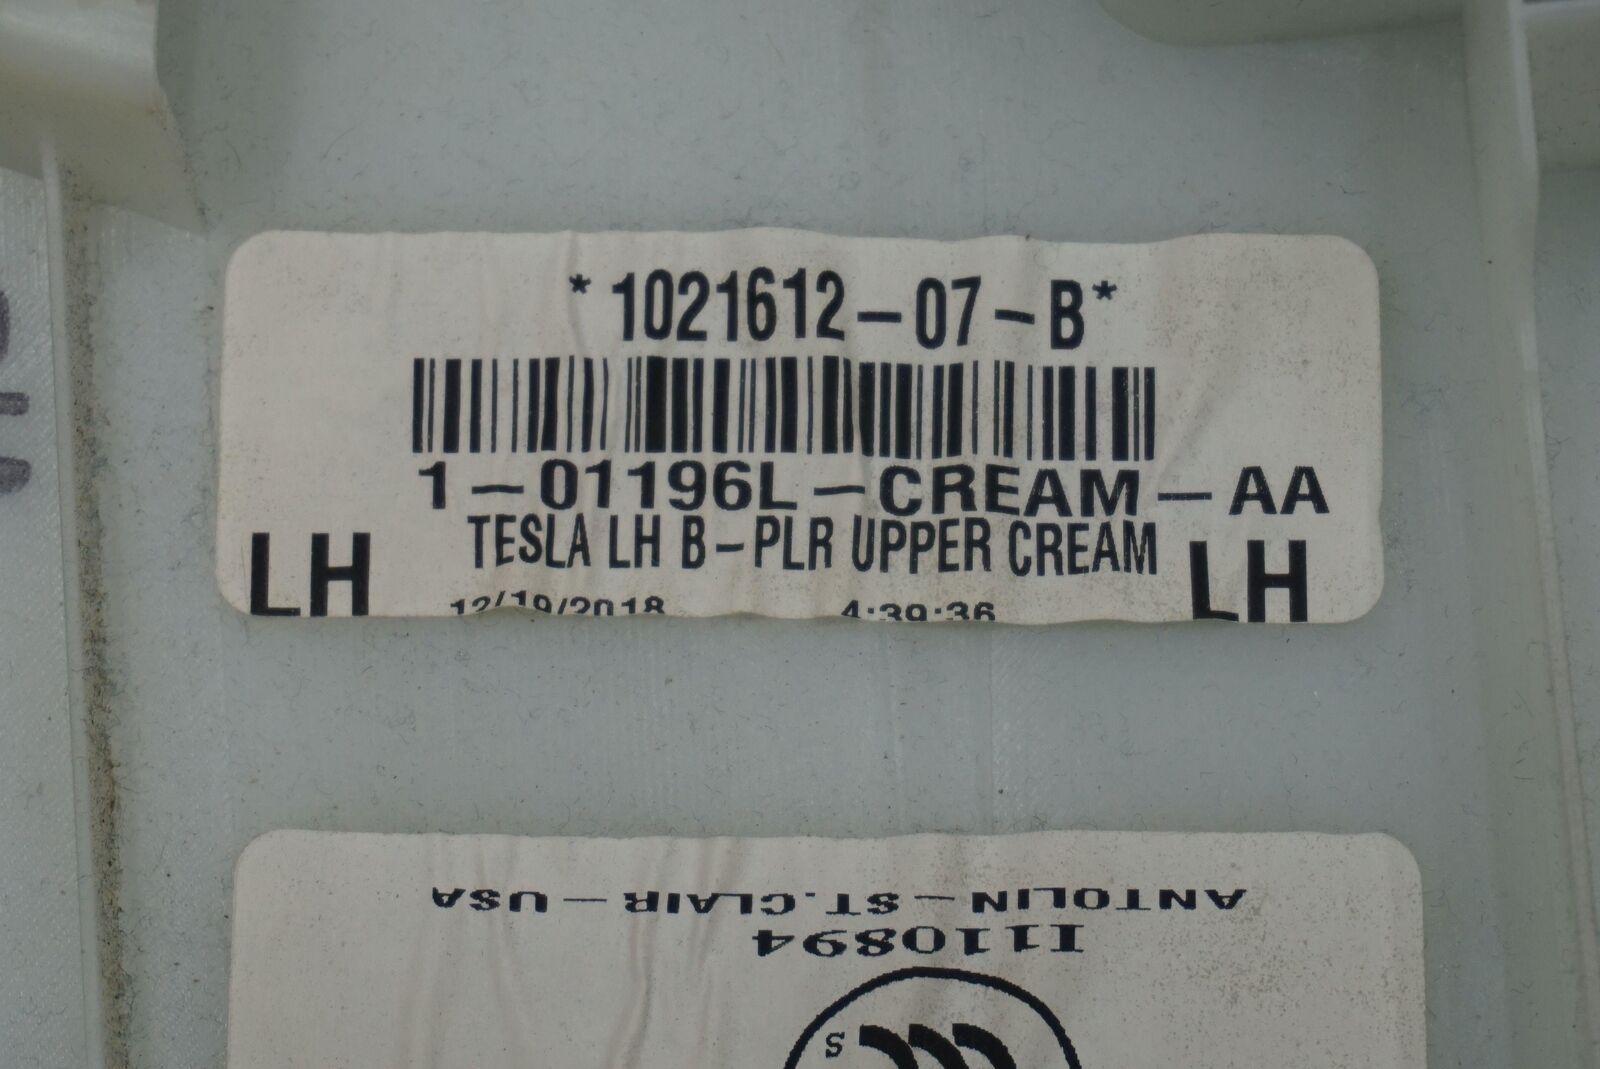 *1021612-07-B*
1-01196L-CREAM-AA
TESLA LH B-PLR UPPER CREAM
LH LH
12/19/2018 4:39:36
ANTOLIN-ST.CLAIR-USA
I110894
S